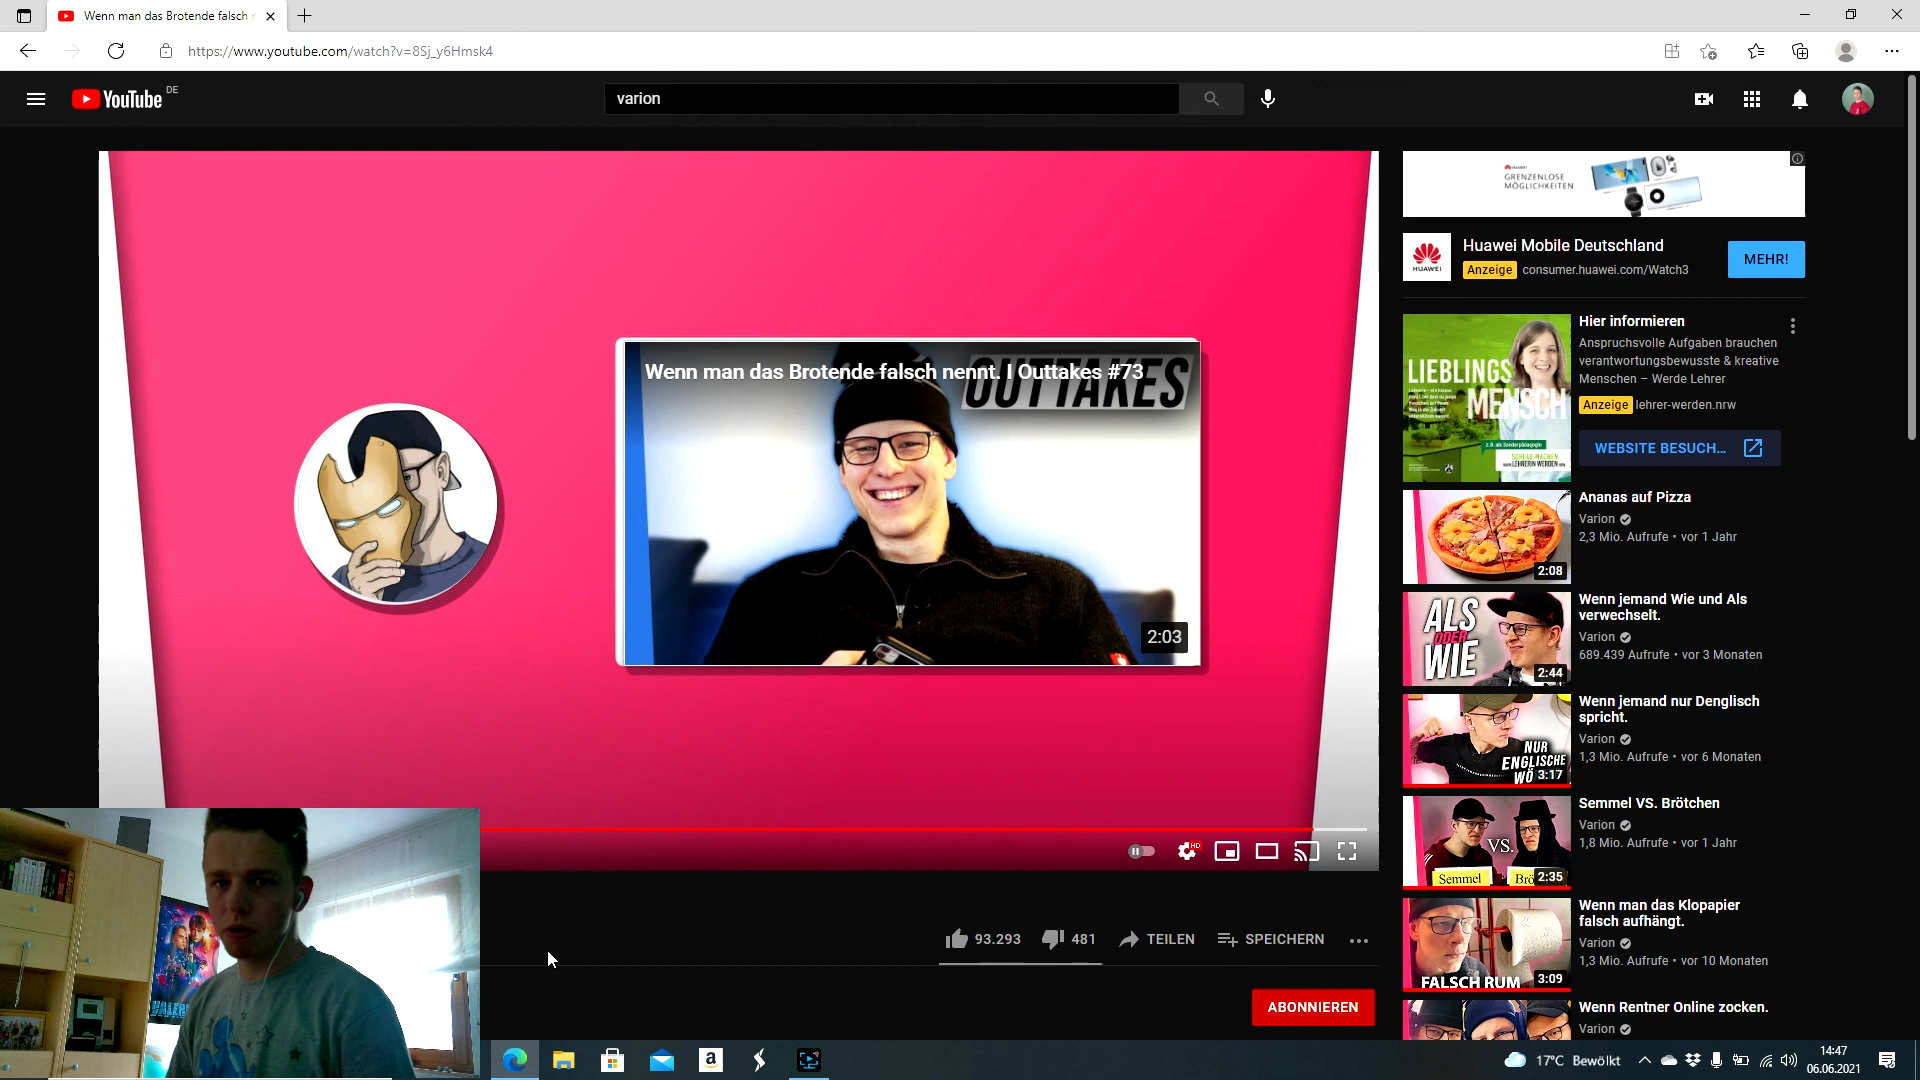 Wenn man das Brotende falsch
https://www.youtube.com/watch?v=8Sj_y6Hmsk4
YouTube DE
varion
HUAWEI
GRENZENLOSE
MÖGLICHKEITEN.
HUAWEI
Huawei Mobile Deutschland
Anzeige consumer.huawei.com/Watch3
MEHR!
LIEBLINGS
MENSCH
Hier informieren
Anspruchsvolle Aufgaben brauchen
verantwortungsbewusste & kreative
Menschen – Werde Lehrer
Anzeige lehrer-werden.nrw
WEBSITE BESUCH...
Wenn man das Brotende falsch nennt. I Outtakes #73
OUTTAKES
2:03
2:08
Ananas auf Pizza
Varion
2,3 Mio. Aufrufe • vor 1 Jahr
ALS
ODER
WIE
2:44
Wenn jemand Wie und Als
verwechselt.
Varion
689.439 Aufrufe • vor 3 Monaten
NUR
ENGLISCHE
WÖ
3:17
Wenn jemand nur Denglisch
spricht.
Varion
1,3 Mio. Aufrufe • vor 6 Monaten
VS.
Semmel
Brö
2:35
Semmel VS. Brötchen
Varion
1,8 Mio. Aufrufe • vor 1 Jahr
FALSCH RUM
3:09
Wenn man das Klopapier
falsch aufhängt.
Varion
1,3 Mio. Aufrufe • vor 10 Monaten
Wenn Rentner Online zocken.
Varion
HD
93.293
481
TEILEN
SPEICHERN
ABONNIEREN
17°C Bewölkt
14:47
06.06.2021